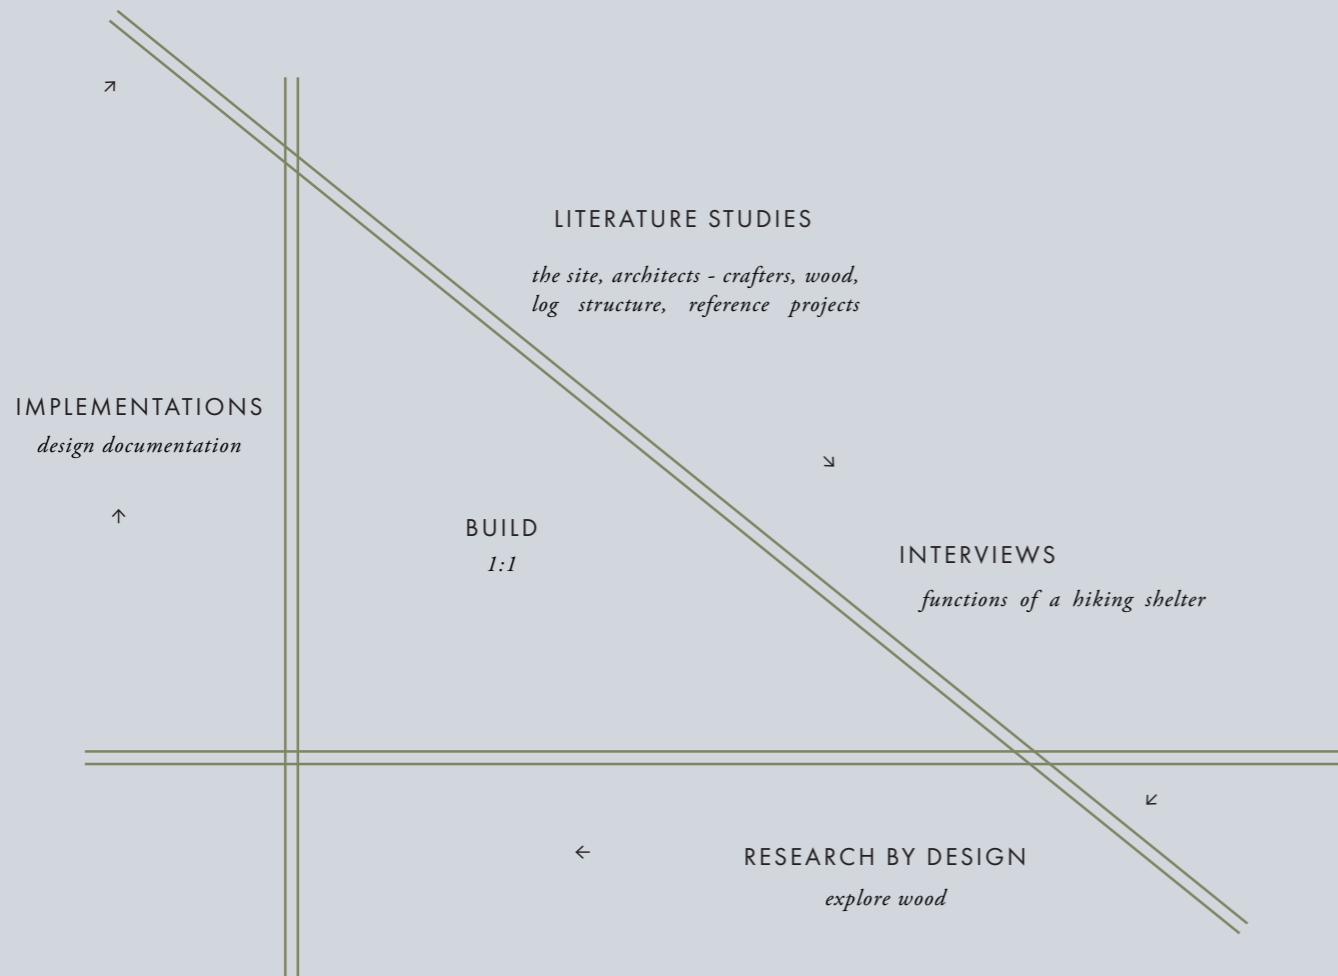 LITERATURE STUDIES
the site, architects - crafters, wood,
log structure, reference projects
IMPLEMENTATIONS
design documentation
BUILD
1:1
INTERVIEWS
functions of a hiking shelter
RESEARCH BY DESIGN
explore wood